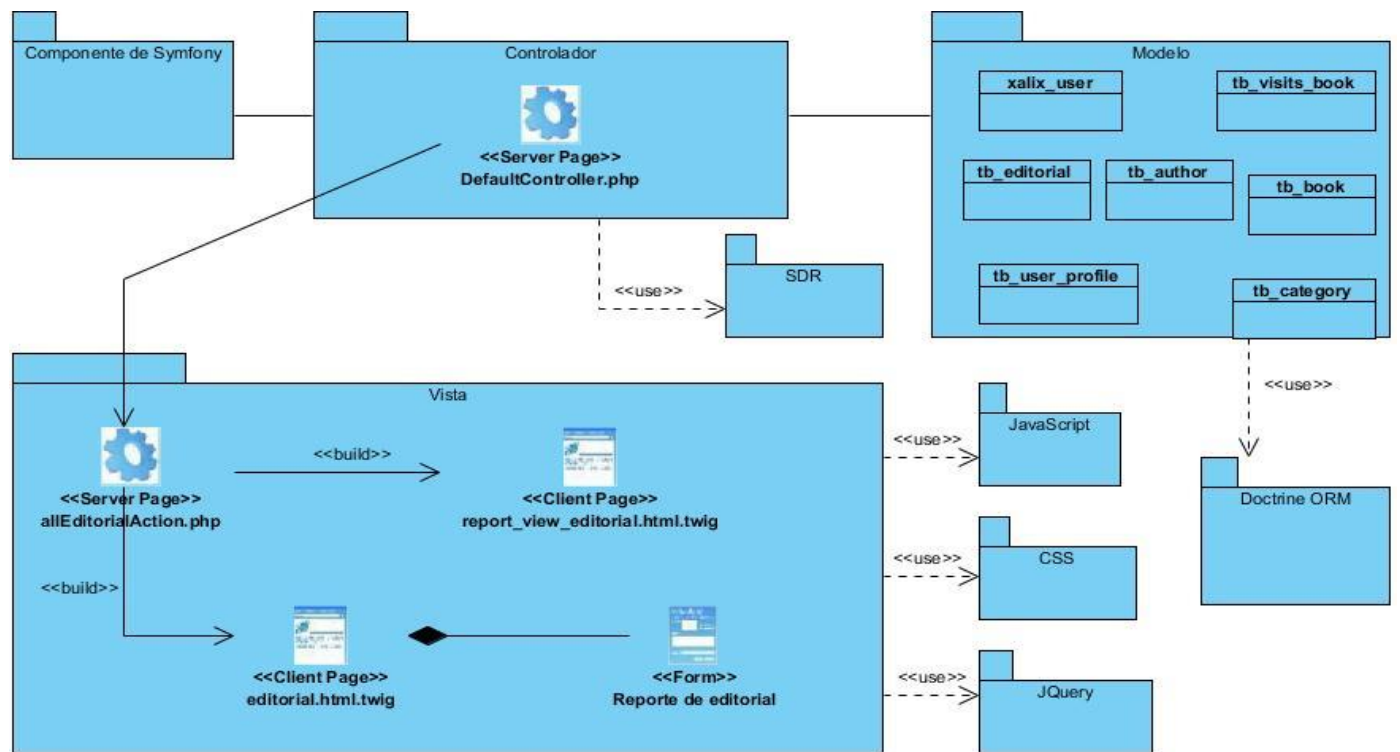 Componente de Symfony
Controlador
<<Server Page>>
DefaultController.php
Modelo
xalix_user
tb_visits_book
tb_editorial
tb_author
tb_book
tb_user_profile
tb_category
<<use>>
SDR
<<use>>
Doctrine ORM
Vista
<<Server Page>>
allEditorialAction.php
<<build>>
<<Client Page>>
report_view_editorial.html.twig
<<build>>
<<Client Page>>
editorial.html.twig
<<Form>>
Reporte de editorial
<<use>>
JavaScript
<<use>>
CSS
<<use>>
JQuery